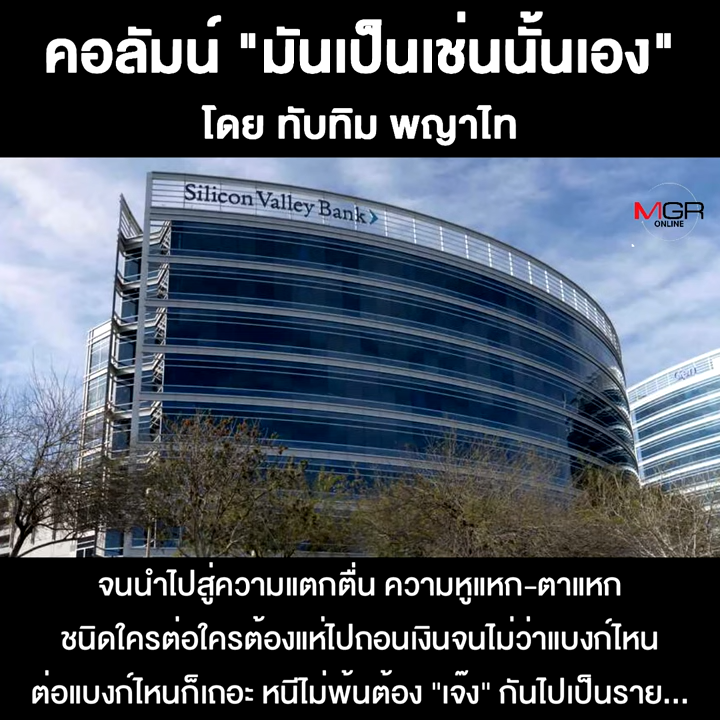 คอลัมน์ "มันเป็นเช่นนั้นเอง"
โดย ทับทิม พญาไท
Silicon Valley Bank
MGR
ONLINE
จนนำไปสู่ความแตกตื่น ความหูแหก-ตาแหก
ชนิดใครต่อใครต้องแห่ไปถอนเงินจนไม่ว่าแบงก์ไหน
ต่อแบงก์ไหนก็เถอะ หนีไม่พ้นต้อง "เจ๊ง" กันไปเป็นราย...